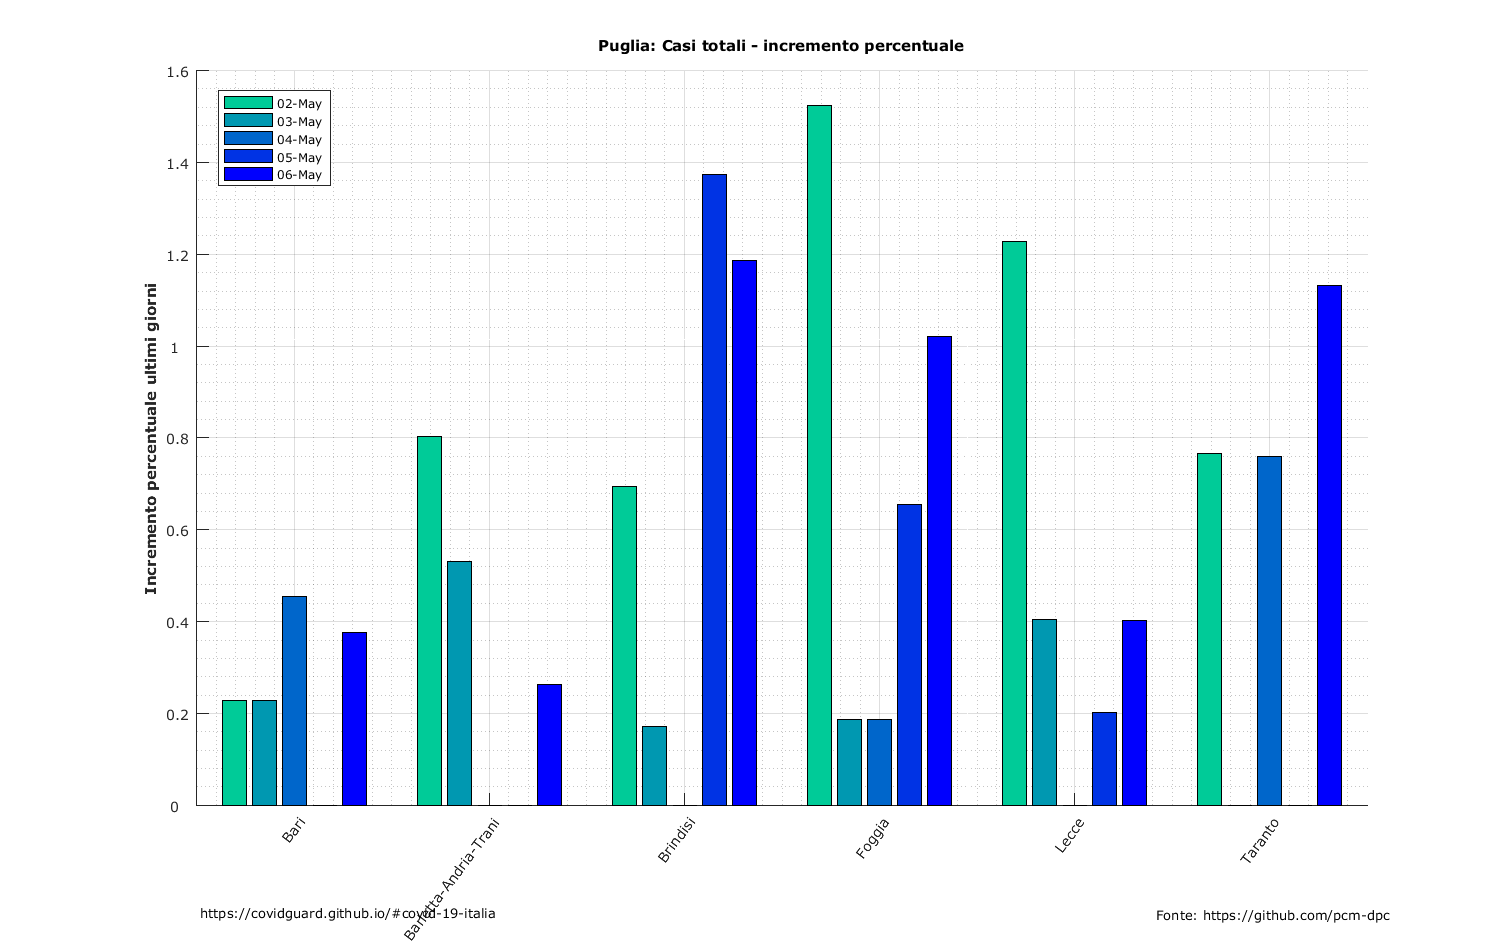 Puglia: Casi totali - incremento percentuale
1.6
1.4
1.2
1
0.8
0.6
0.4
0.2
0
Incremento percentuale ultimi giorni
02-May
03-May
04-May
05-May
06-May
Bari
Barletta-Andria-Trani
Brindisi
Foggia
Lecce
Taranto
https://covidguard.github.io/#covid-19-italia
Fonte: https://github.com/pcm-dpc